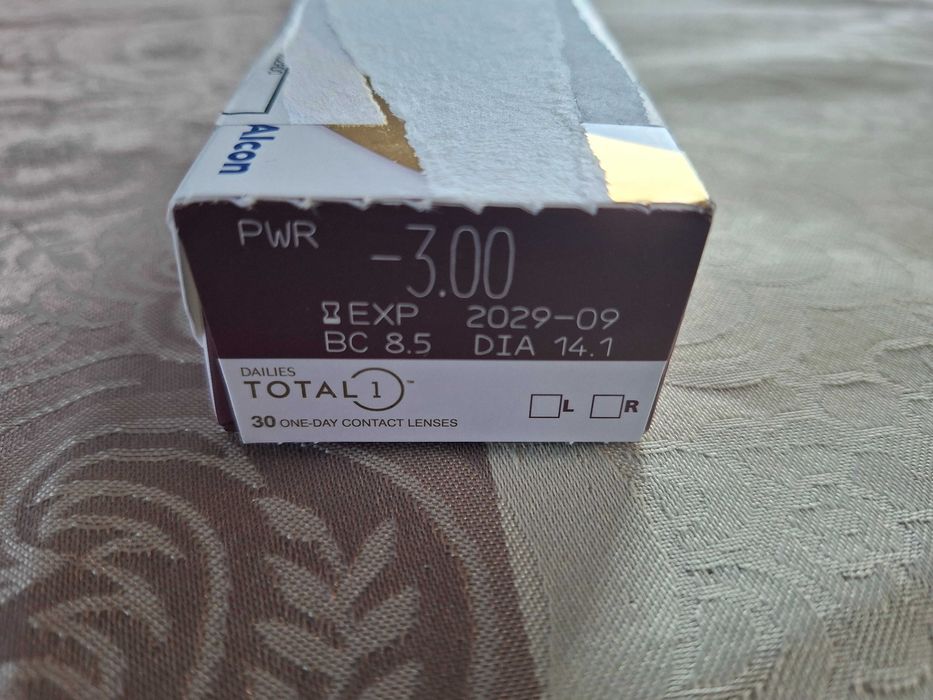 Alcon
PWR -3.00
EXP 2029-09
BC 8.5 DIA 14.1
DAILIES
TOTAL 1™
30 ONE-DAY CONTACT LENSES
L R